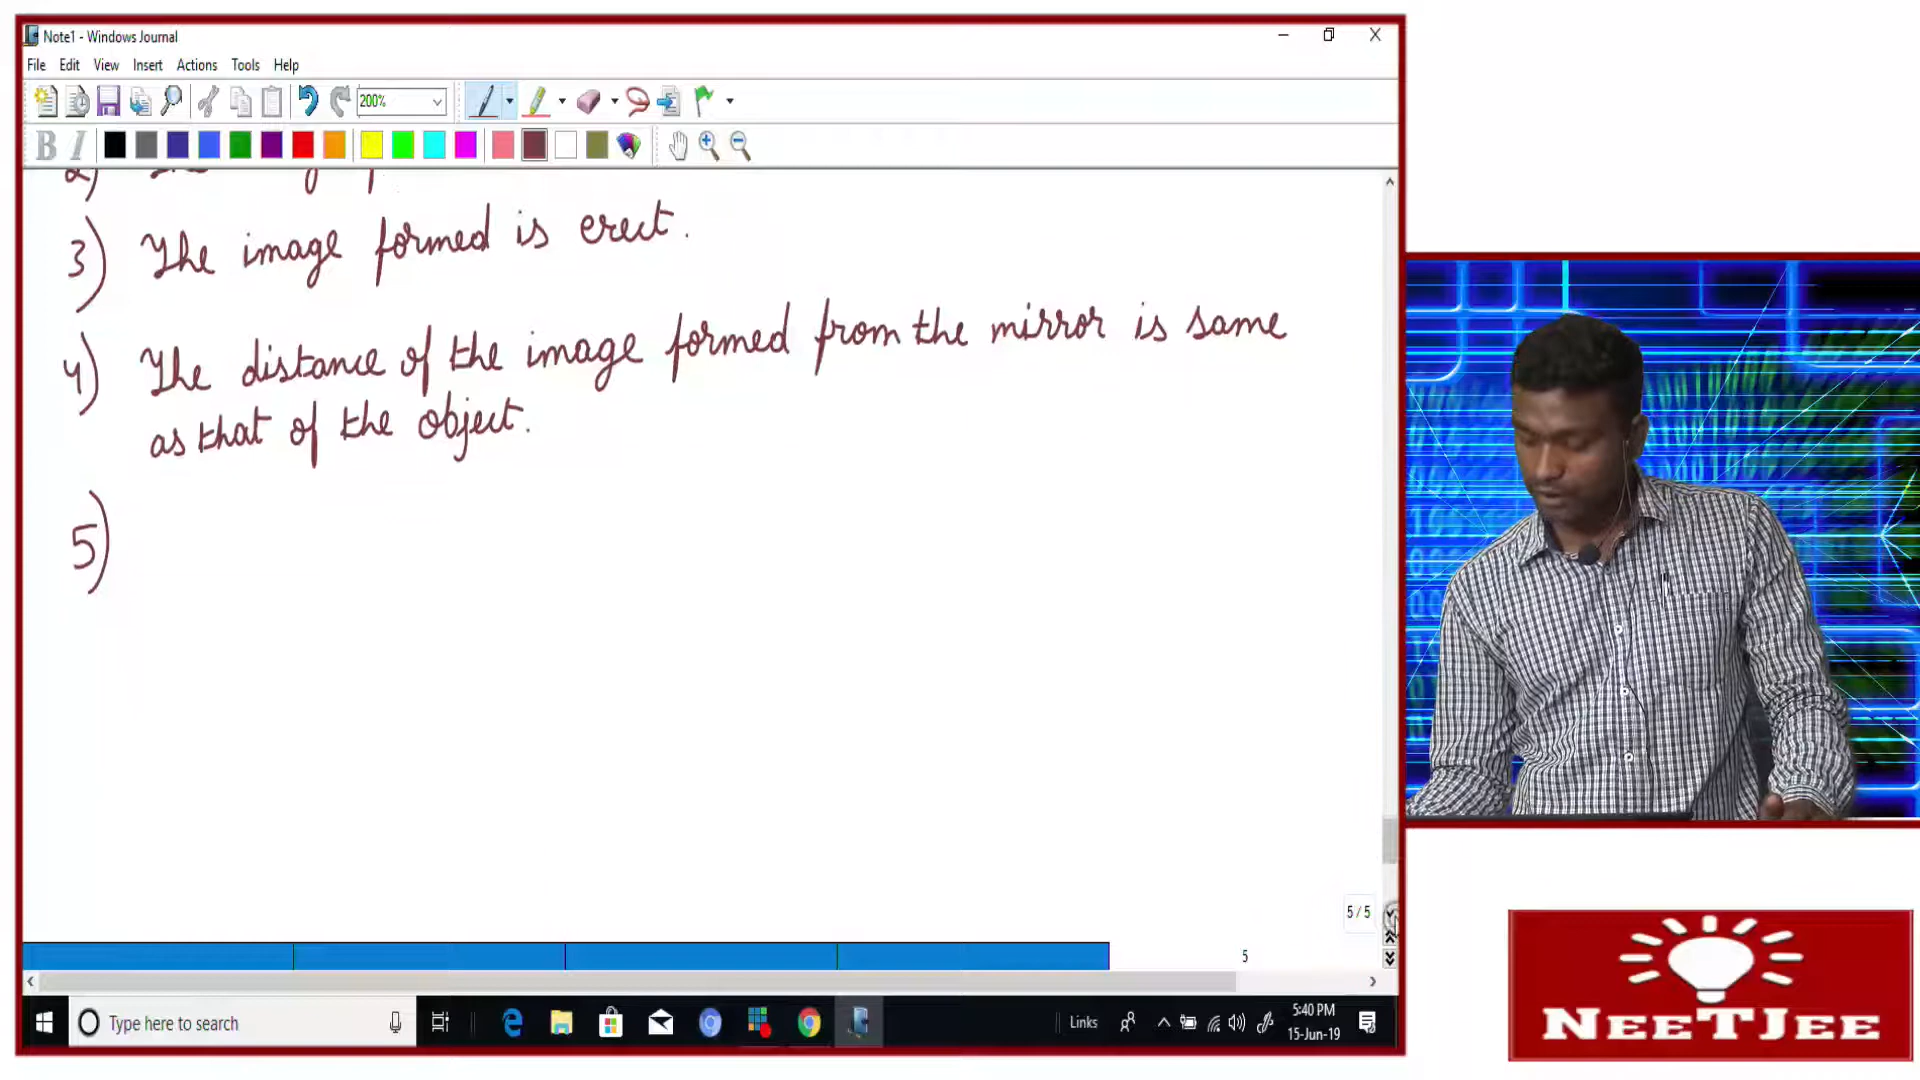 Note1 - Windows Journal
File Edit View Insert Actions Tools Help
200%
B I
2)
3) The image formed is erect.
4) The distance of the image formed from the mirror is same
as that of the object.
5)
5 / 5
5
Type here to search
Links
5:40 PM
15-Jun-19
NEETJEE